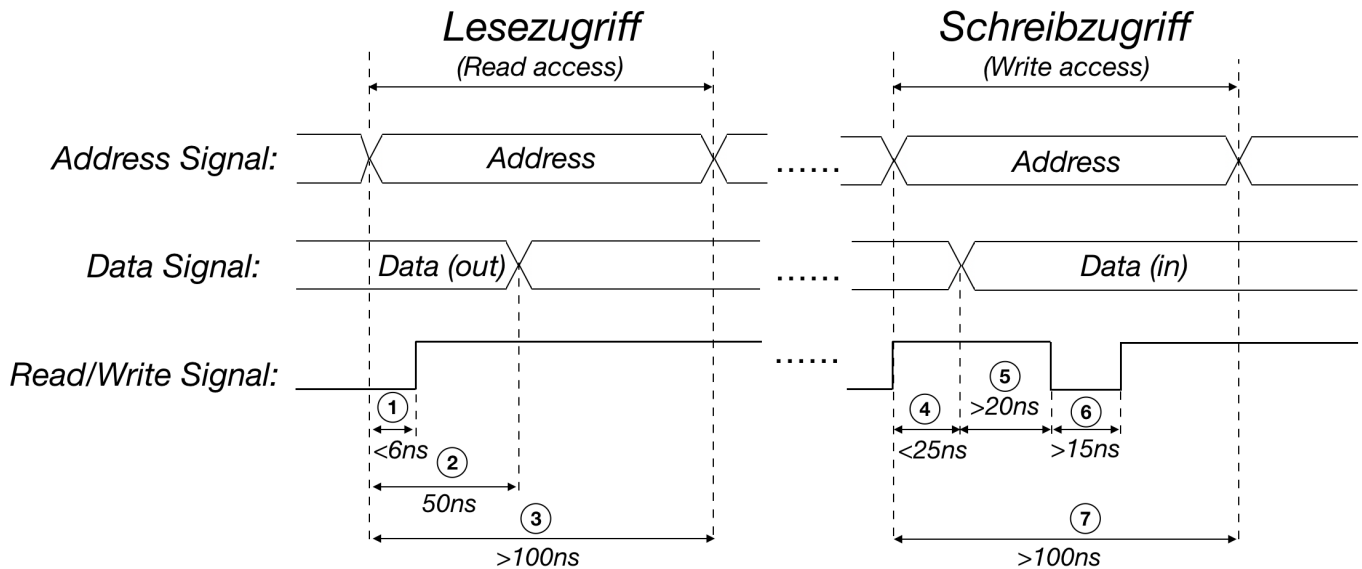 Lesezugriff
(Read access)
Schreibzugriff
(Write access)
Address Signal:
Address
......
Address
Data Signal:
Data (out)
......
Data (in)
Read/Write Signal:
......
1
<6ns
2
50ns
3
>100ns
4
<25ns
5
>20ns
6
>15ns
7
>100ns